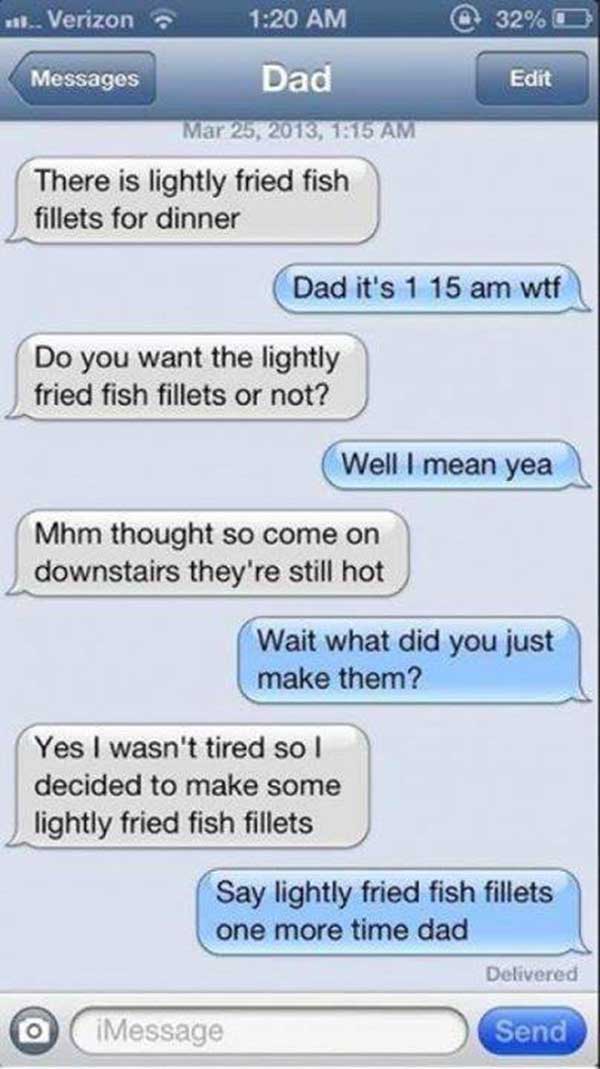 Verizon 1:20 AM 32%
Messages Dad Edit
Mar 25, 2013, 1:15 AM
There is lightly fried fish
fillets for dinner
Dad it's 1 15 am wtf
Do you want the lightly
fried fish fillets or not?
Well I mean yea
Mhm thought so come on
downstairs they're still hot
Wait what did you just
make them?
Yes I wasn't tired so I
decided to make some
lightly fried fish fillets
Say lightly fried fish fillets
one more time dad
Delivered
iMessage Send